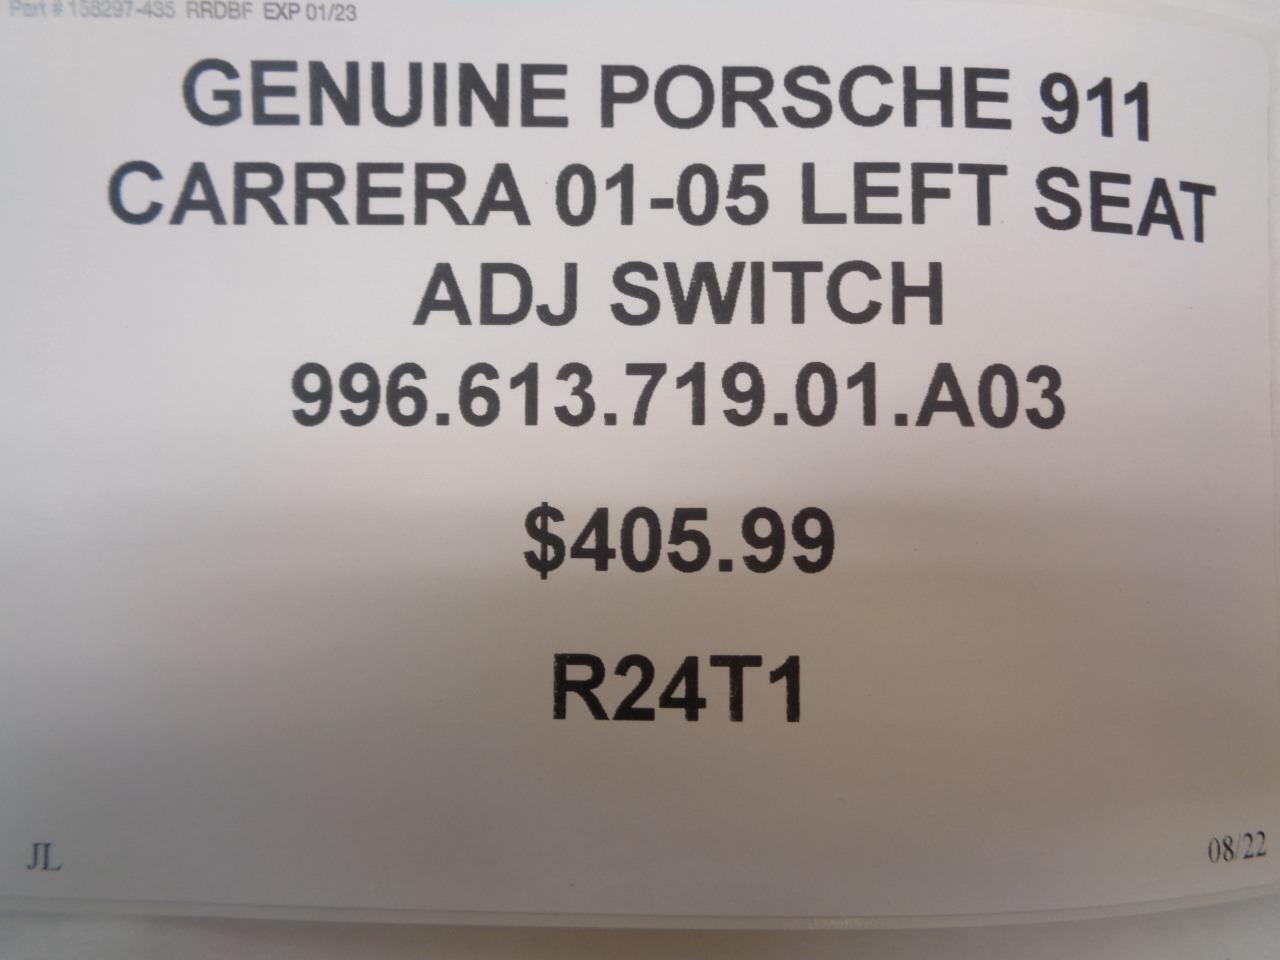 Part # 156297-435 RRDBF EXP 01/23
GENUINE PORSCHE 911
CARRERA 01-05 LEFT SEAT
ADJ SWITCH
996.613.719.01.A03
$405.99
R24T1
JL
08/22